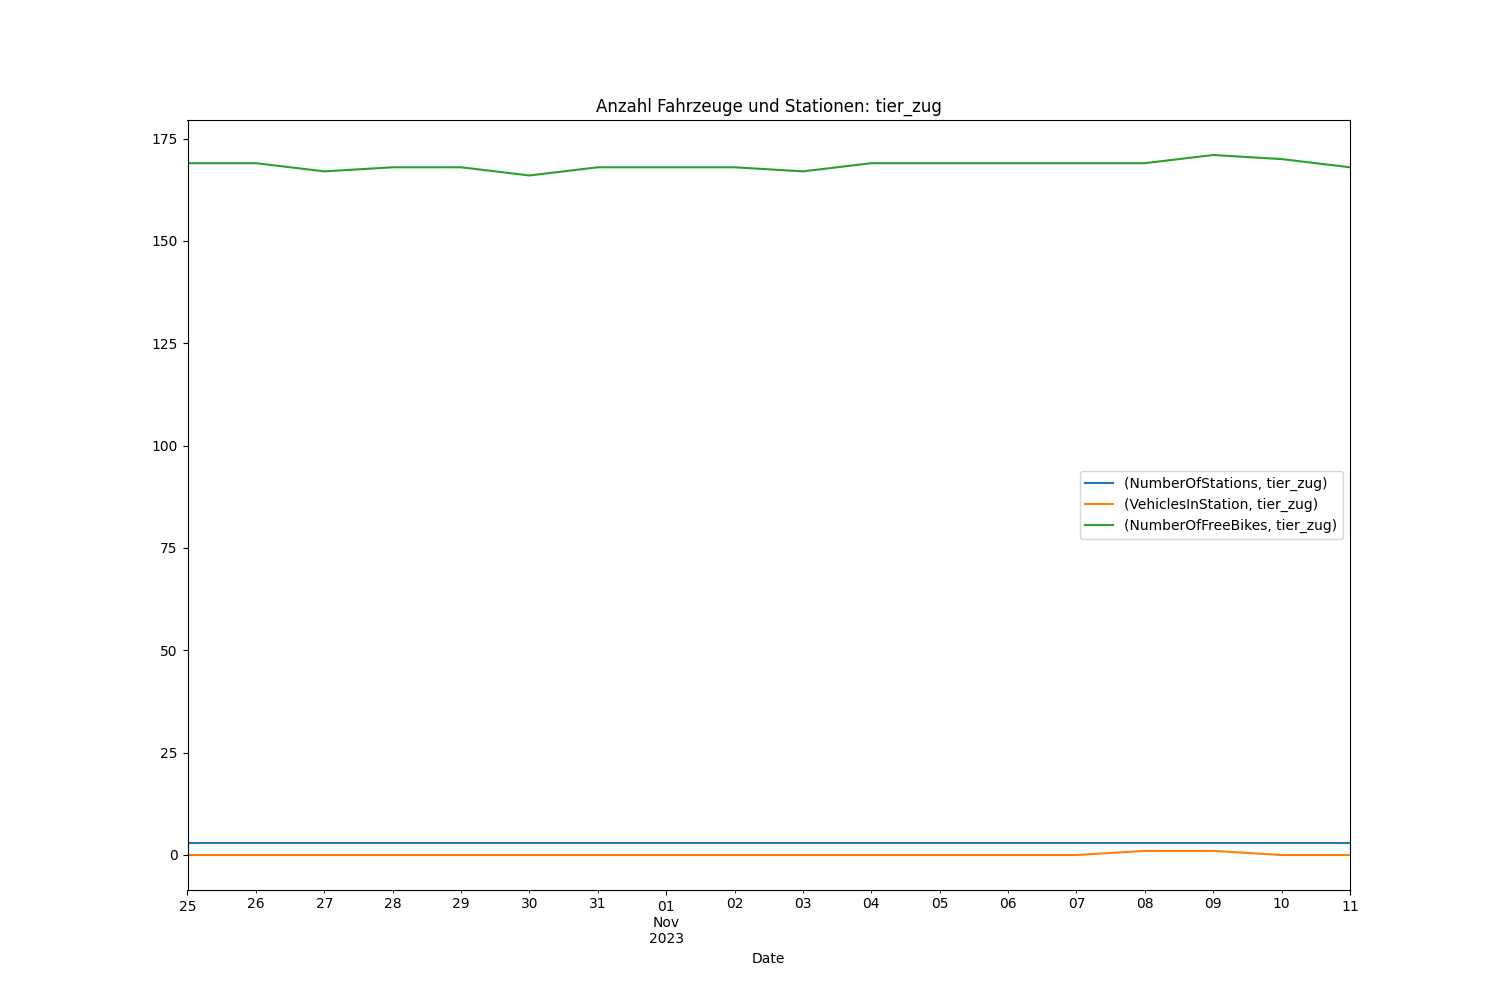 Anzahl Fahrzeuge und Stationen: tier_zug
175
150
125
100
75
50
25
0
(NumberOfStations, tier_zug)
(VehiclesInStation, tier_zug)
(NumberOfFreeBikes, tier_zug)
25 26 27 28 29 30 31 01 02 03 04 05 06 07 08 09 10 11
Nov
2023
Date